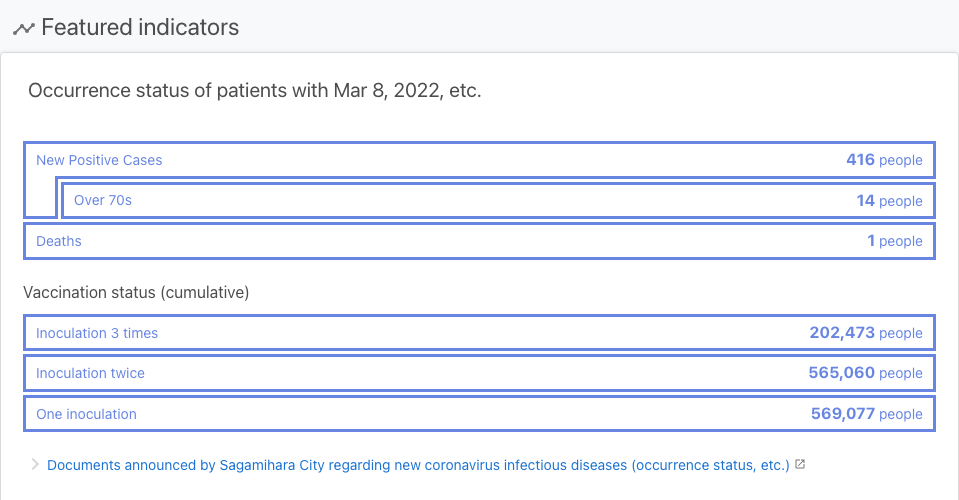 Featured indicators
Occurrence status of patients with Mar 8, 2022, etc.
New Positive Cases 416 people
Over 70s 14 people
Deaths 1 people
Vaccination status (cumulative)
Inoculation 3 times 202,473 people
Inoculation twice 565,060 people
One inoculation 569,077 people
Documents announced by Sagamihara City regarding new coronavirus infectious diseases (occurrence status, etc.)